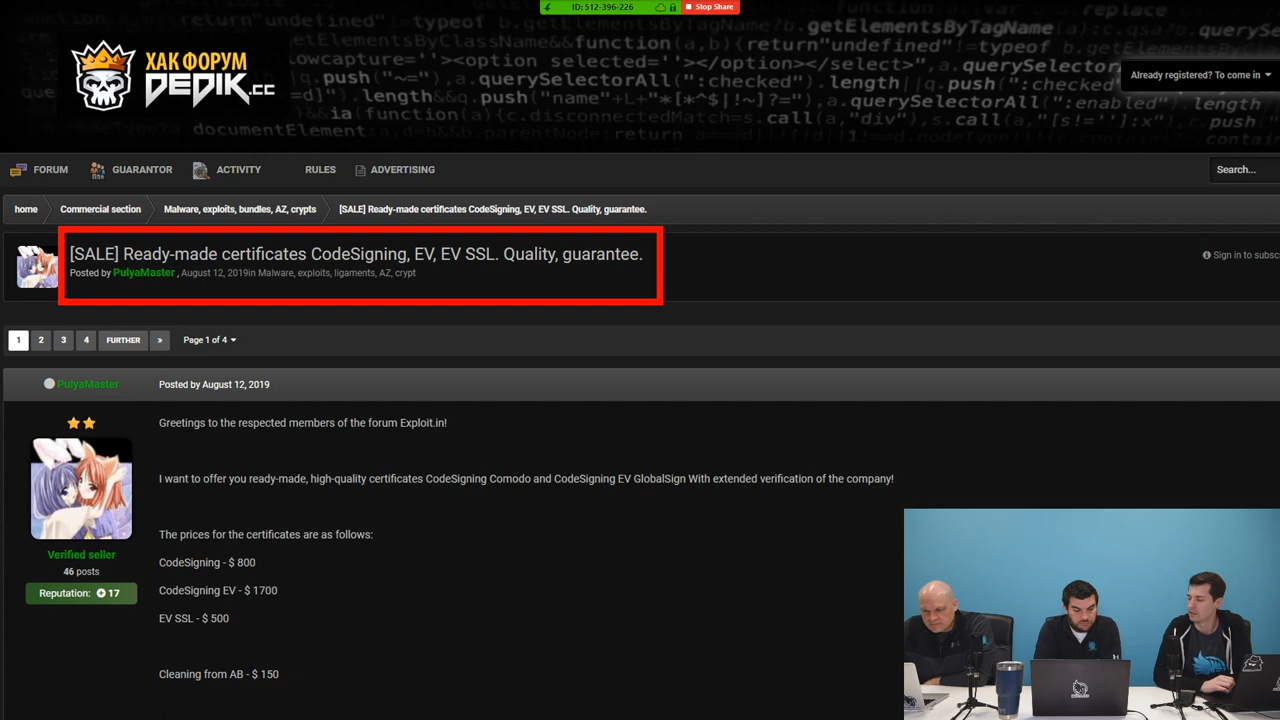 ID: 512-396-226
Stop Share
ХАК ФОРУМ
DEDIK.cc
Already registered? To come in
FORUM
GUARANTOR
ACTIVITY
RULES
ADVERTISING
Search...
home
Commercial section
Malware, exploits, bundles, AZ, crypts
[SALE] Ready-made certificates CodeSigning, EV, EV SSL. Quality, guarantee.
[SALE] Ready-made certificates CodeSigning, EV, EV SSL. Quality, guarantee.
Posted by PulyaMaster , August 12, 2019in Malware, exploits, ligaments, AZ, crypt
Sign in to subsc
1 2 3 4 FURTHER » Page 1 of 4
PulyaMaster
Posted by August 12, 2019
Greetings to the respected members of the forum Exploit.in!
I want to offer you ready-made, high-quality certificates CodeSigning Comodo and CodeSigning EV GlobalSign With extended verification of the company!
The prices for the certificates are as follows:
Verified seller
46 posts
CodeSigning - $ 800
Reputation: 17
CodeSigning EV - $ 1700
EV SSL - $ 500
Cleaning from AB - $ 150